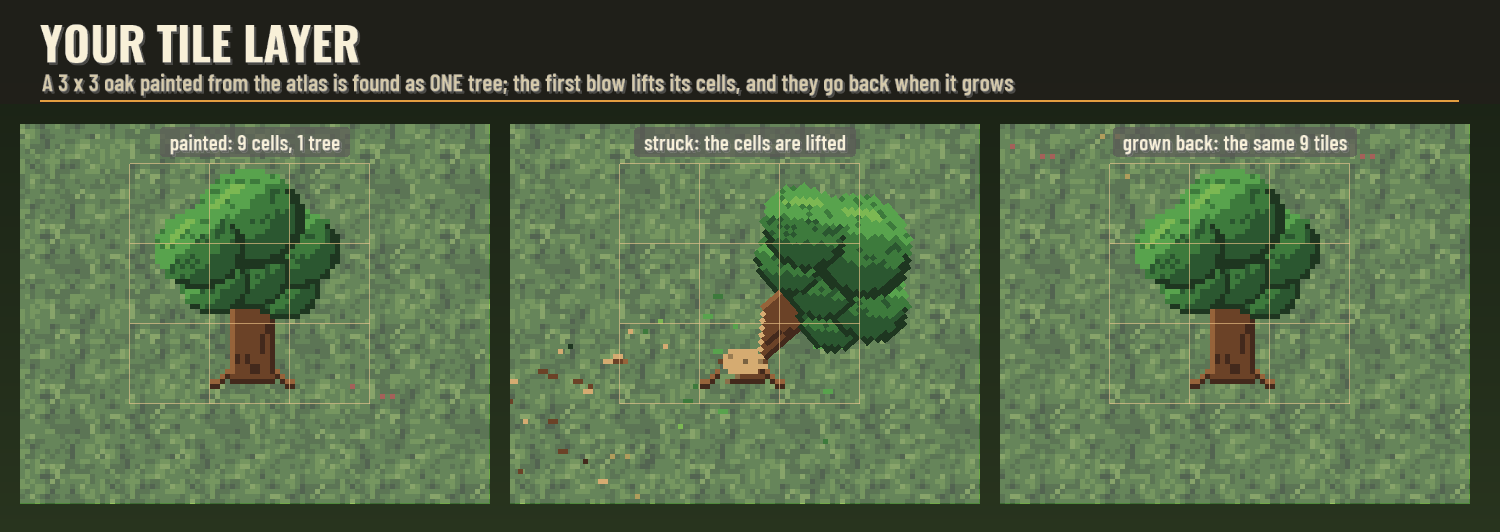 YOUR TILE LAYER
A 3 x 3 oak painted from the atlas is found as ONE tree; the first blow lifts its cells, and they go back when it grows
painted: 9 cells, 1 tree
struck: the cells are lifted
grown back: the same 9 tiles